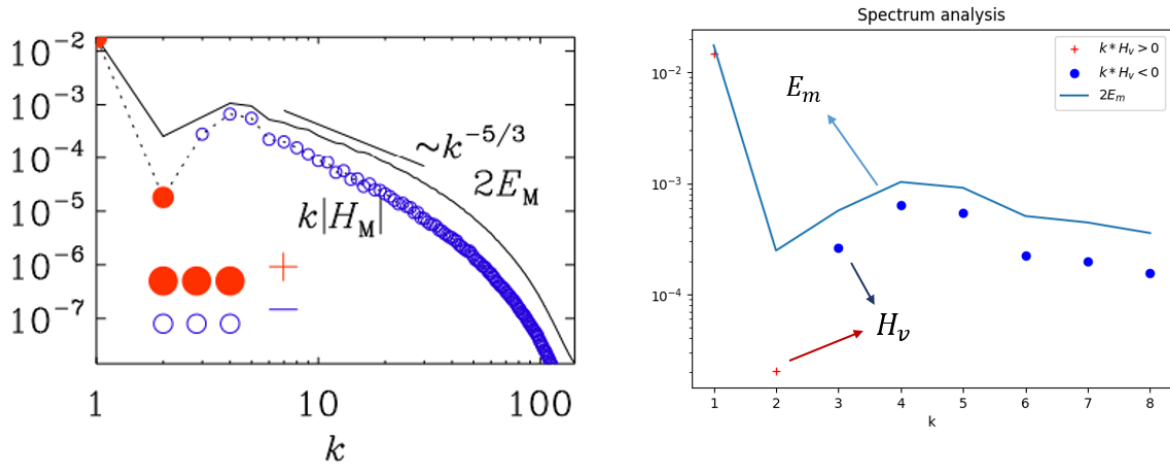 10⁻²
10⁻³
10⁻⁴
10⁻⁵
10⁻⁶
10⁻⁷
~k⁻⁵/³
2E_M
k|H_M|
+
−
1
10
100
k
Spectrum analysis
k * H_v > 0
k * H_v < 0
2E_m
10⁻²
10⁻³
10⁻⁴
E_m
H_v
1 2 3 4 5 6 7 8
k